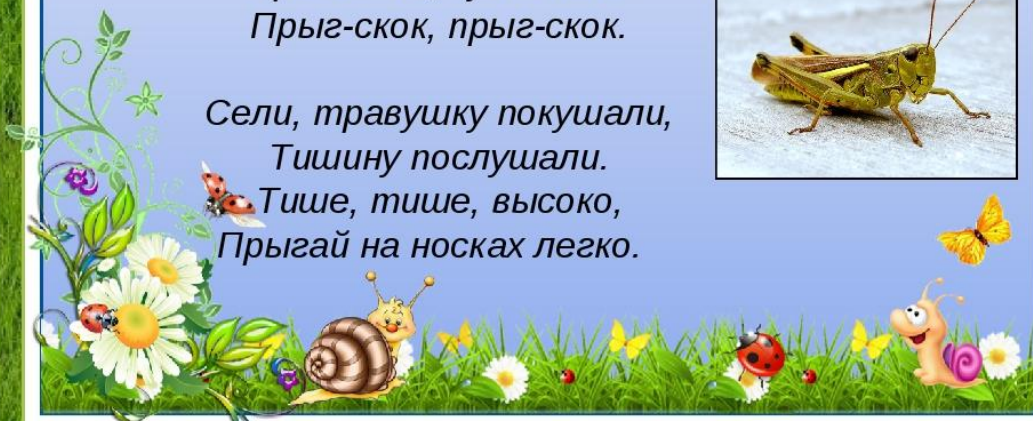 Прыг-скок, прыг-скок.
Сели, травушку покушали,
Тишину послушали.
Тише, тише, высоко,
Прыгай на носках легко.